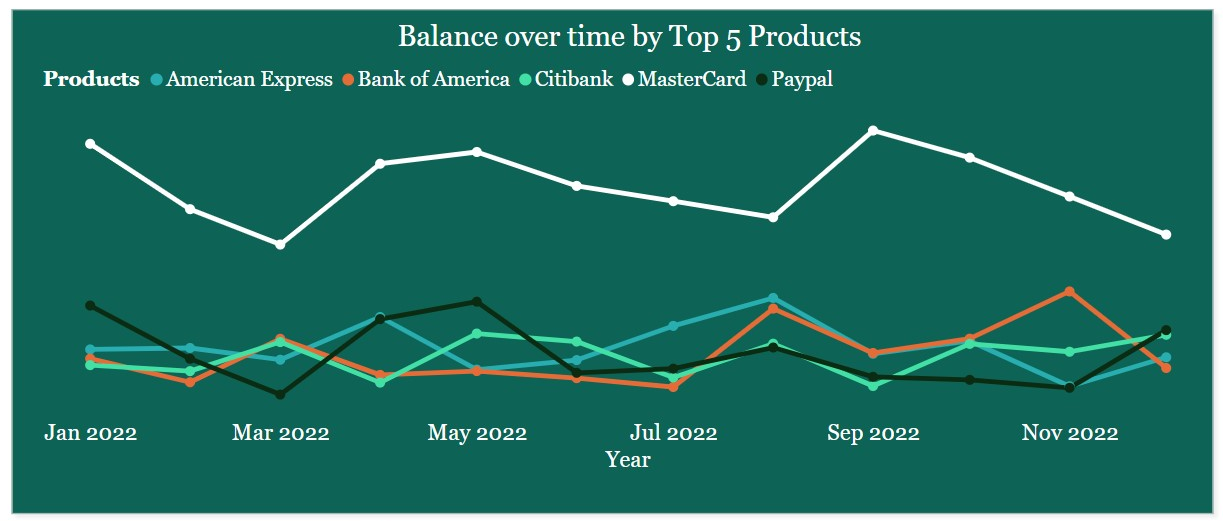 Balance over time by Top 5 Products
Products American Express Bank of America Citibank MasterCard Paypal
Jan 2022 Mar 2022 May 2022 Jul 2022 Sep 2022 Nov 2022
Year